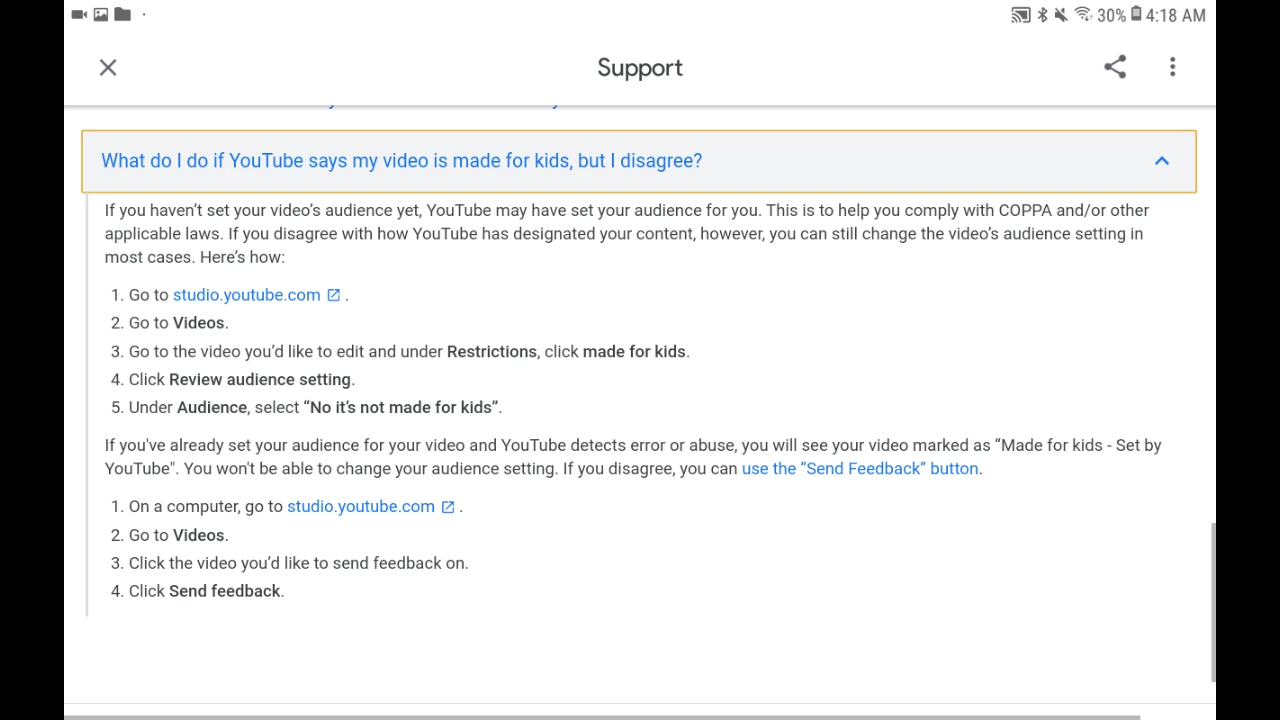 30% 4:18 AM
Support
What do I do if YouTube says my video is made for kids, but I disagree?
If you haven’t set your video’s audience yet, YouTube may have set your audience for you. This is to help you comply with COPPA and/or other
applicable laws. If you disagree with how YouTube has designated your content, however, you can still change the video’s audience setting in
most cases. Here’s how:
1. Go to studio.youtube.com .
2. Go to Videos.
3. Go to the video you’d like to edit and under Restrictions, click made for kids.
4. Click Review audience setting.
5. Under Audience, select “No it’s not made for kids”.
If you've already set your audience for your video and YouTube detects error or abuse, you will see your video marked as “Made for kids - Set by
YouTube". You won't be able to change your audience setting. If you disagree, you can use the “Send Feedback” button.
1. On a computer, go to studio.youtube.com .
2. Go to Videos.
3. Click the video you’d like to send feedback on.
4. Click Send feedback.